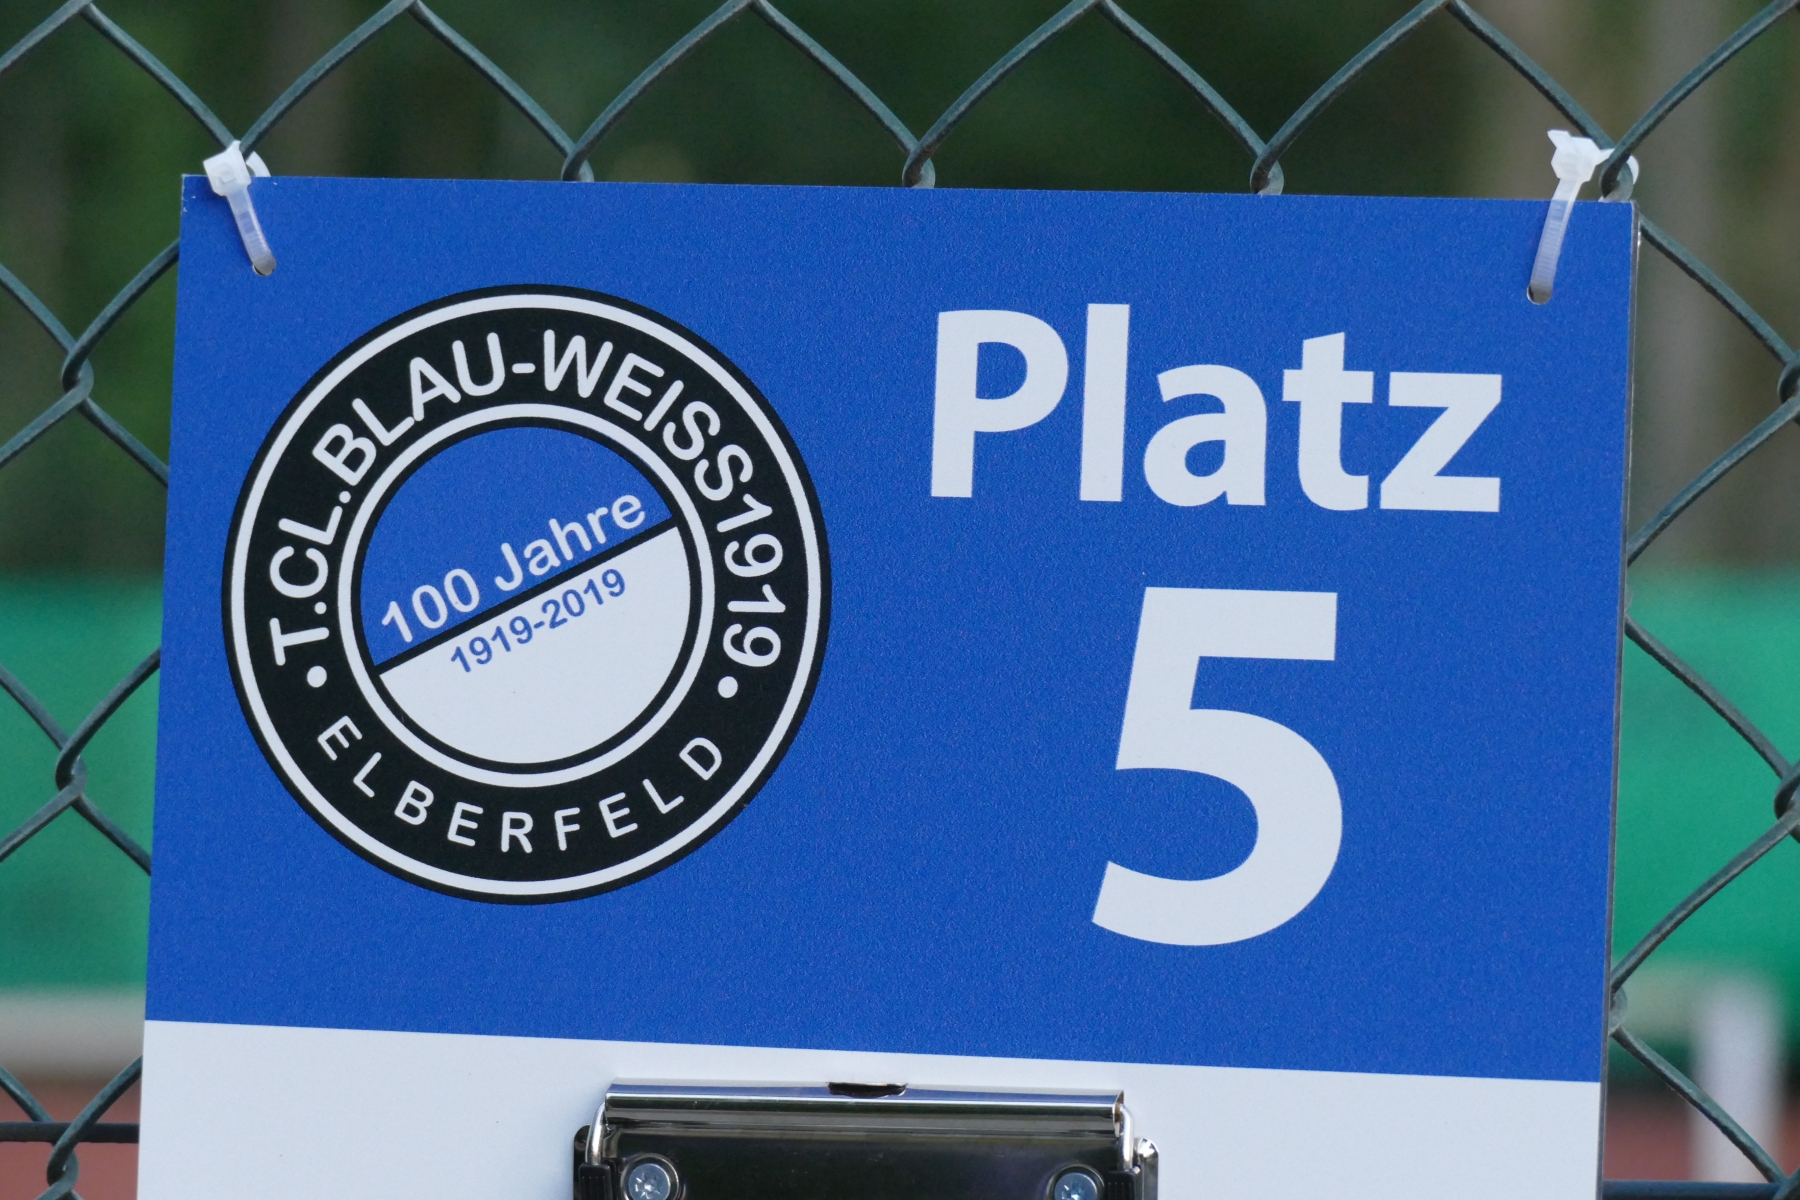 T.CL.BLAU-WEISS1919
100 Jahre
1919-2019
• ELBERFELD •
Platz
5